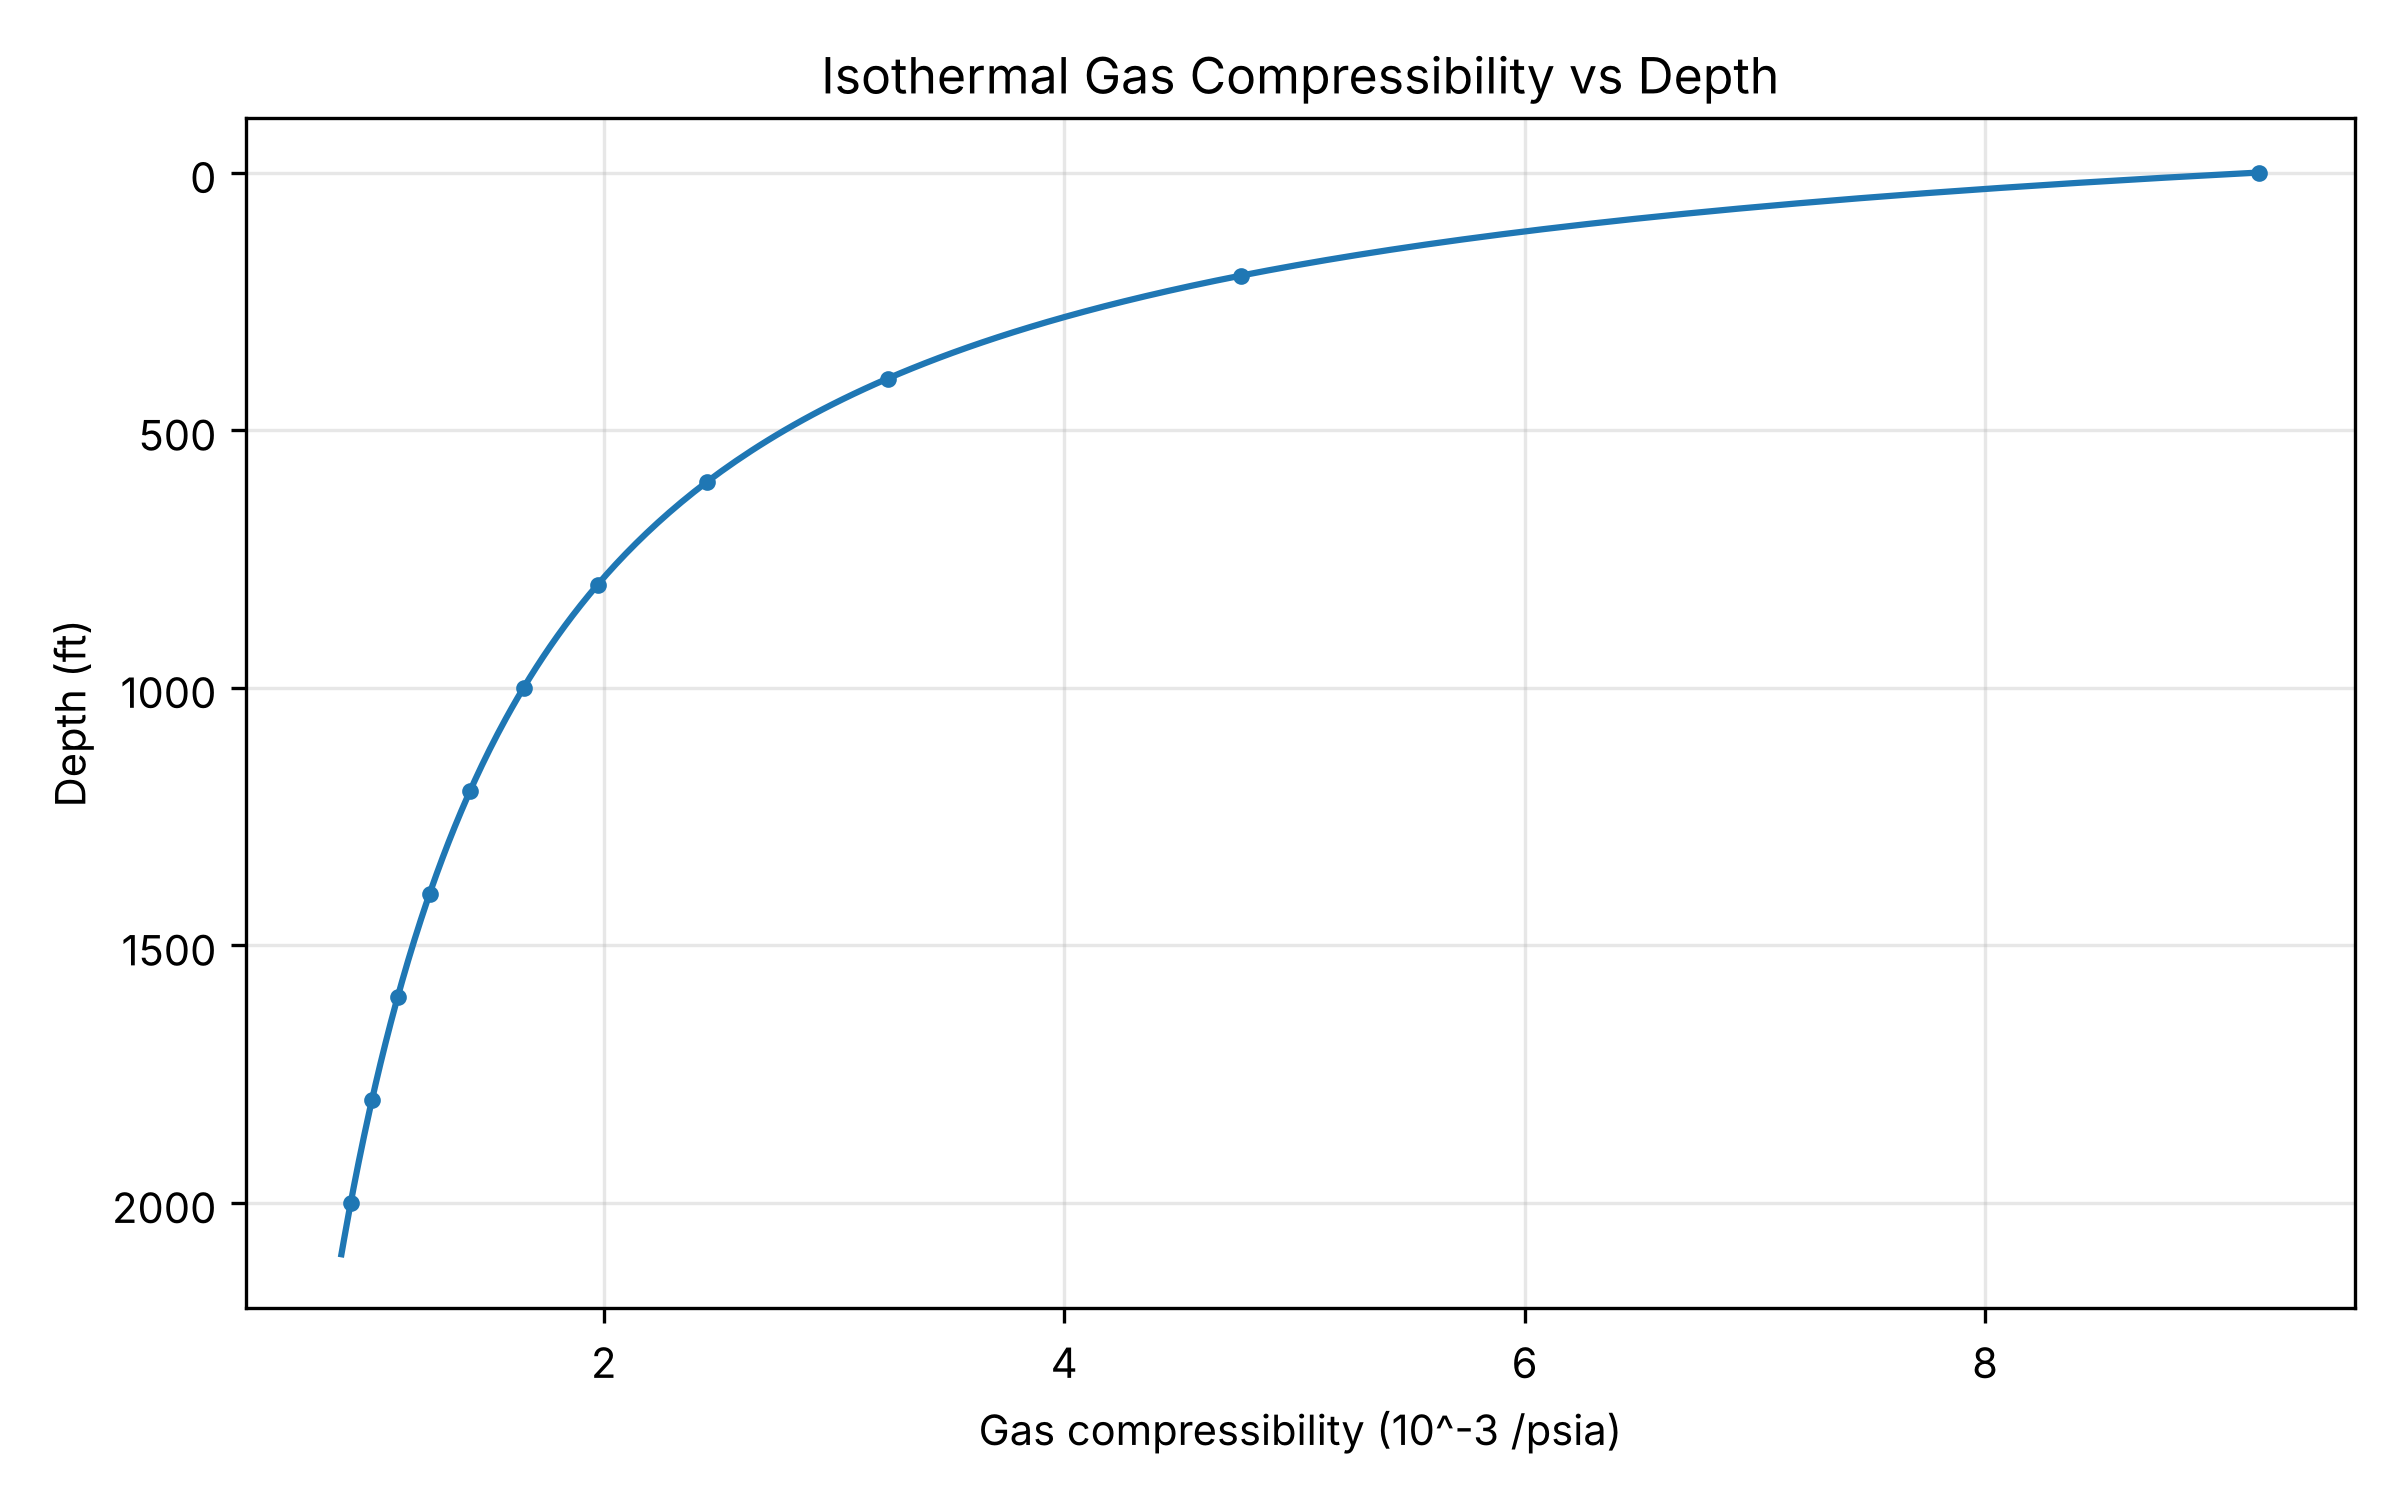 Isothermal Gas Compressibility vs Depth
0
500
1000
1500
2000
Depth (ft)
2 4 6 8
Gas compressibility (10^-3 /psia)